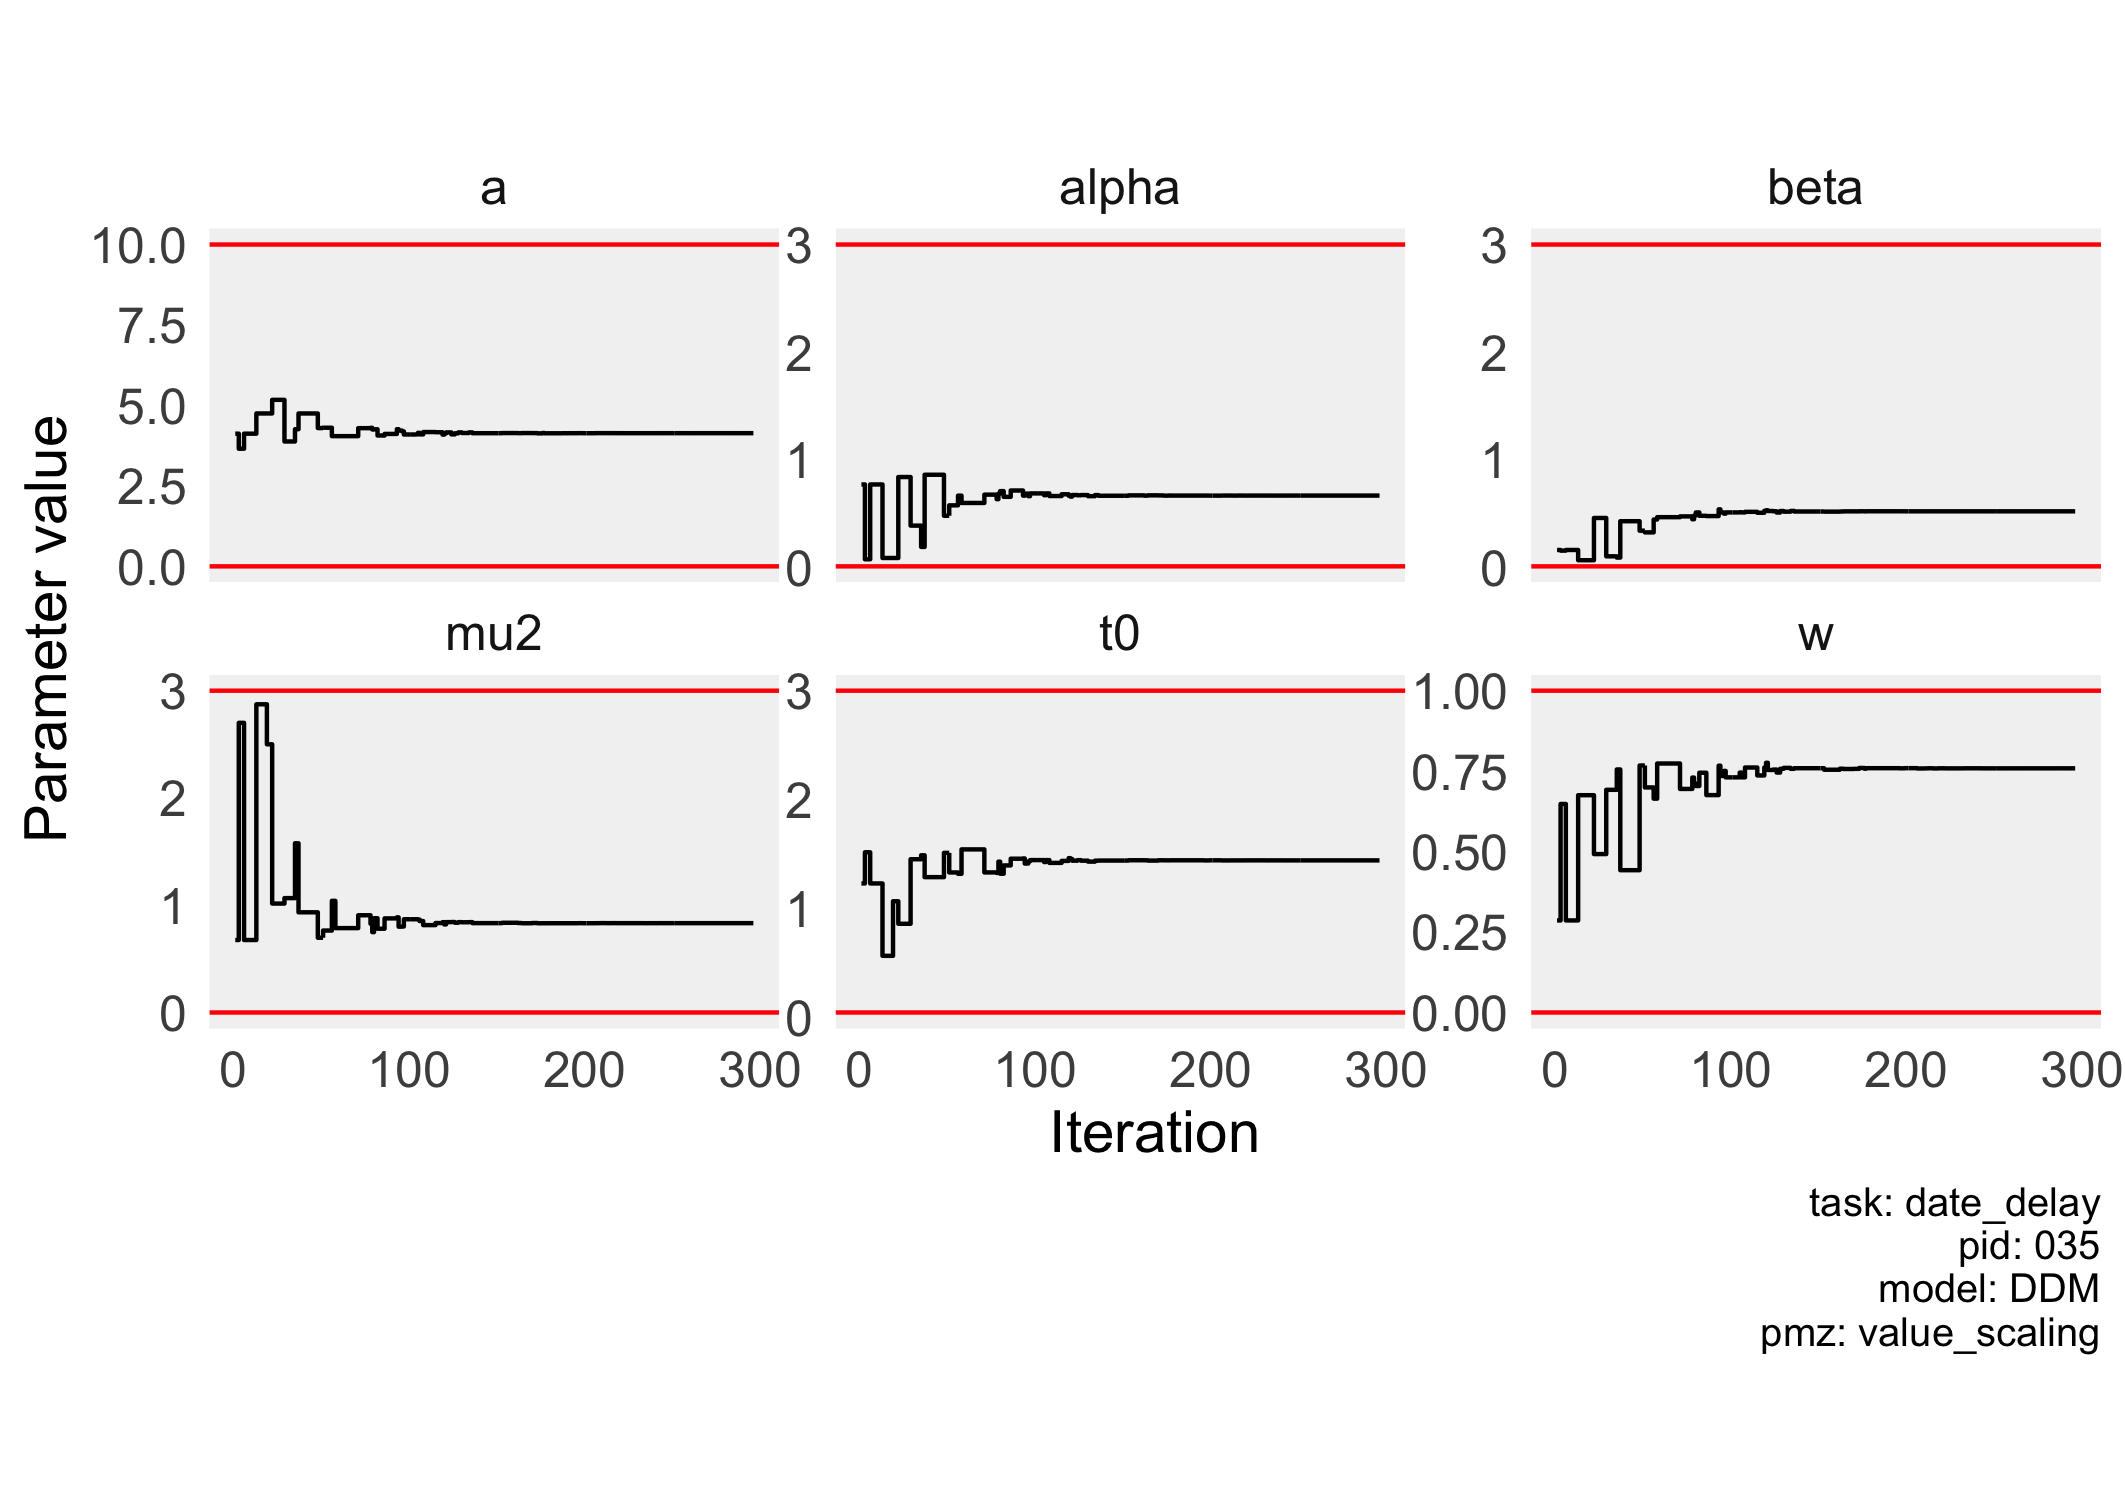 a alpha beta
10.0 3 3
7.5 2 2
5.0
2.5 1 1
0.0 0 0
Parameter value
mu2 t0 w
3 3 1.00
2 2 0.75
0.50
1 1 0.25
0 0 0.00
0 100 200 300 0 100 200 300 0 100 200 300
Iteration
task: date_delay
pid: 035
model: DDM
pmz: value_scaling